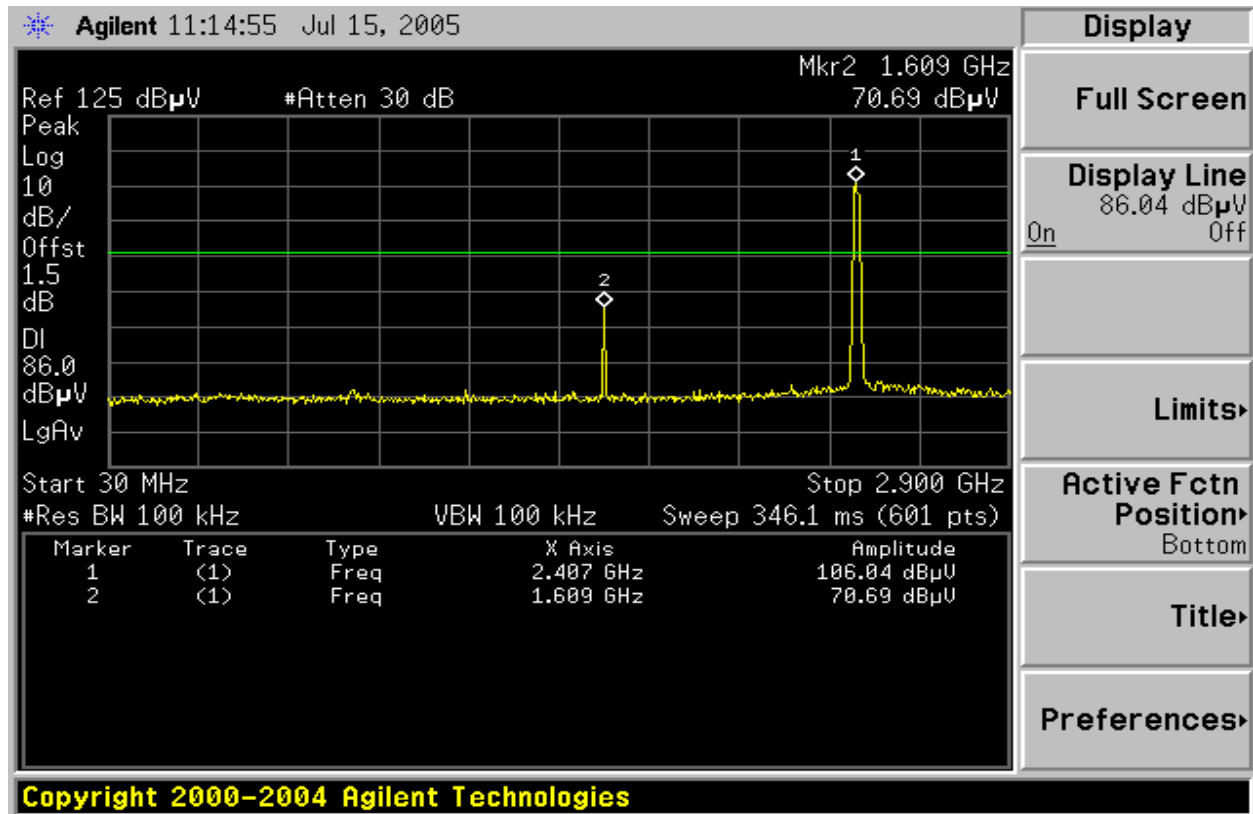 Agilent 11:14:55 Jul 15, 2005
Mkr2 1.609 GHz
Ref 125 dBµV #Atten 30 dB 70.69 dBµV
Peak
Log
10
dB/
Offst
1.5
dB
DI
86.0
dBµV
LgAv
1
2
Start 30 MHz Stop 2.900 GHz
#Res BW 100 kHz VBW 100 kHz Sweep 346.1 ms (601 pts)
Marker Trace Type X Axis Amplitude
1 (1) Freq 2.407 GHz 106.04 dBµV
2 (1) Freq 1.609 GHz 70.69 dBµV
Display
Full Screen
Display Line
86.04 dBµV
On Off
Limits
Active Fctn
Position
Bottom
Title
Preferences
Copyright 2000-2004 Agilent Technologies